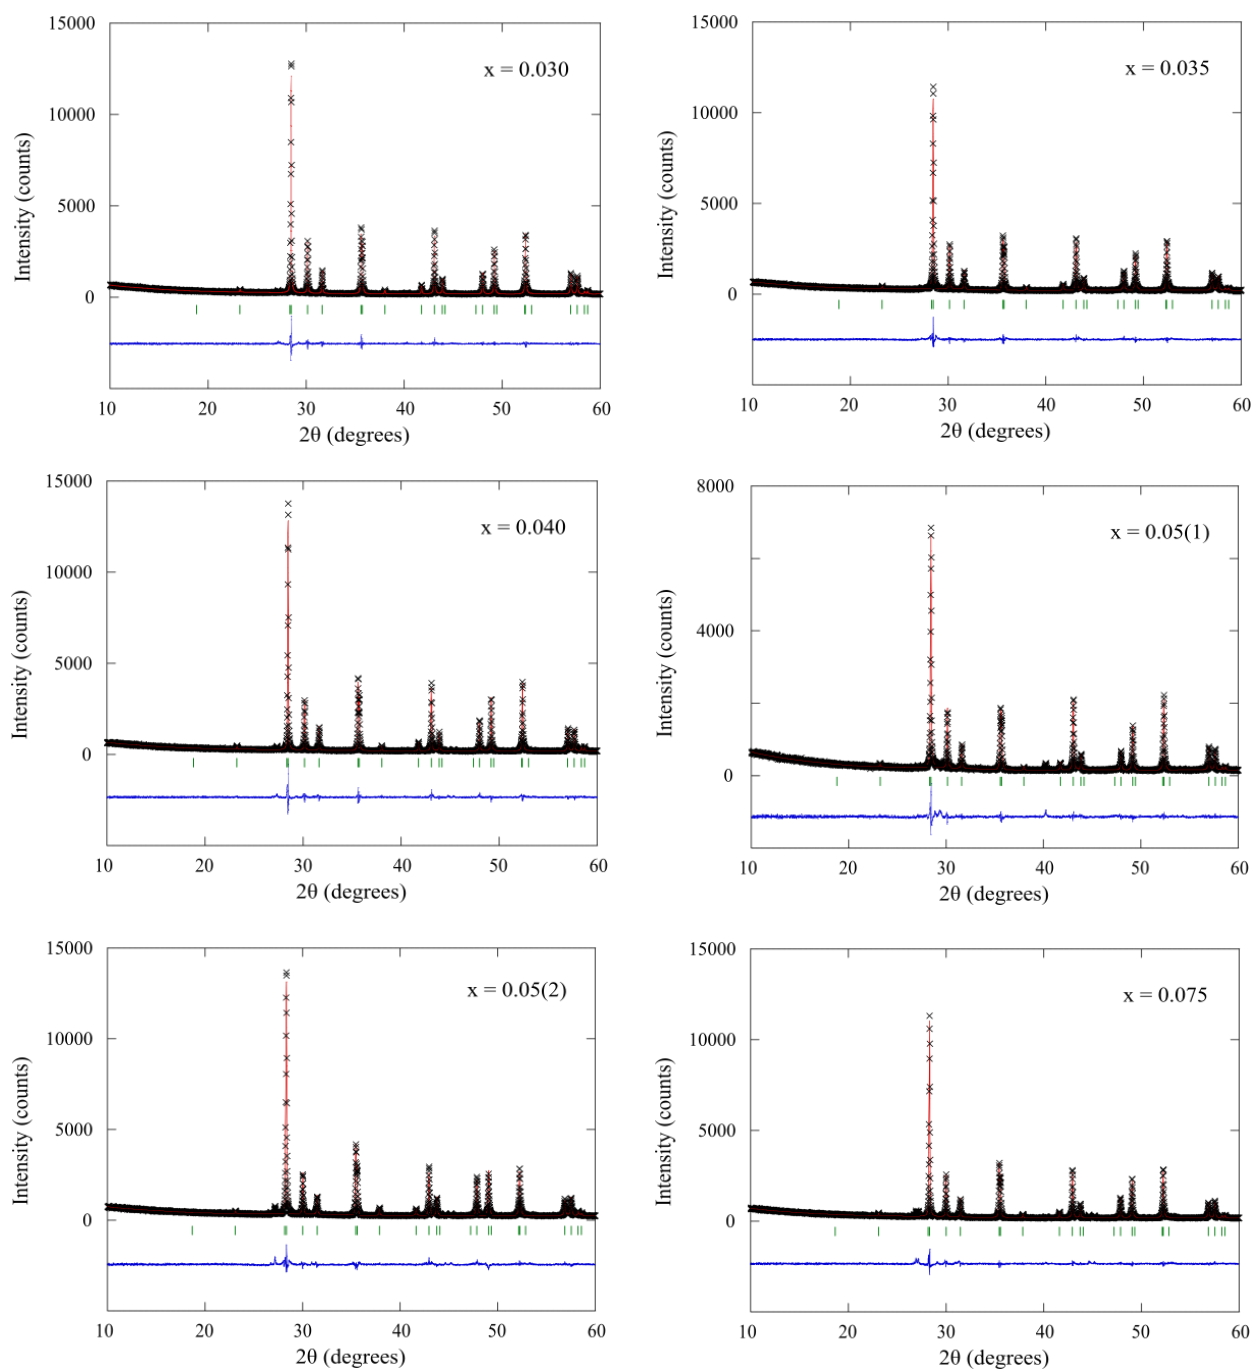 15000
10000
5000
0
Intensity (counts)
x = 0.030
10 20 30 40 50 60
2θ (degrees)
15000
10000
5000
0
Intensity (counts)
x = 0.035
10 20 30 40 50 60
2θ (degrees)
15000
10000
5000
0
Intensity (counts)
x = 0.040
10 20 30 40 50 60
2θ (degrees)
8000
4000
0
Intensity (counts)
x = 0.05(1)
10 20 30 40 50 60
2θ (degrees)
15000
10000
5000
0
Intensity (counts)
x = 0.05(2)
10 20 30 40 50 60
2θ (degrees)
15000
10000
5000
0
Intensity (counts)
x = 0.075
10 20 30 40 50 60
2θ (degrees)